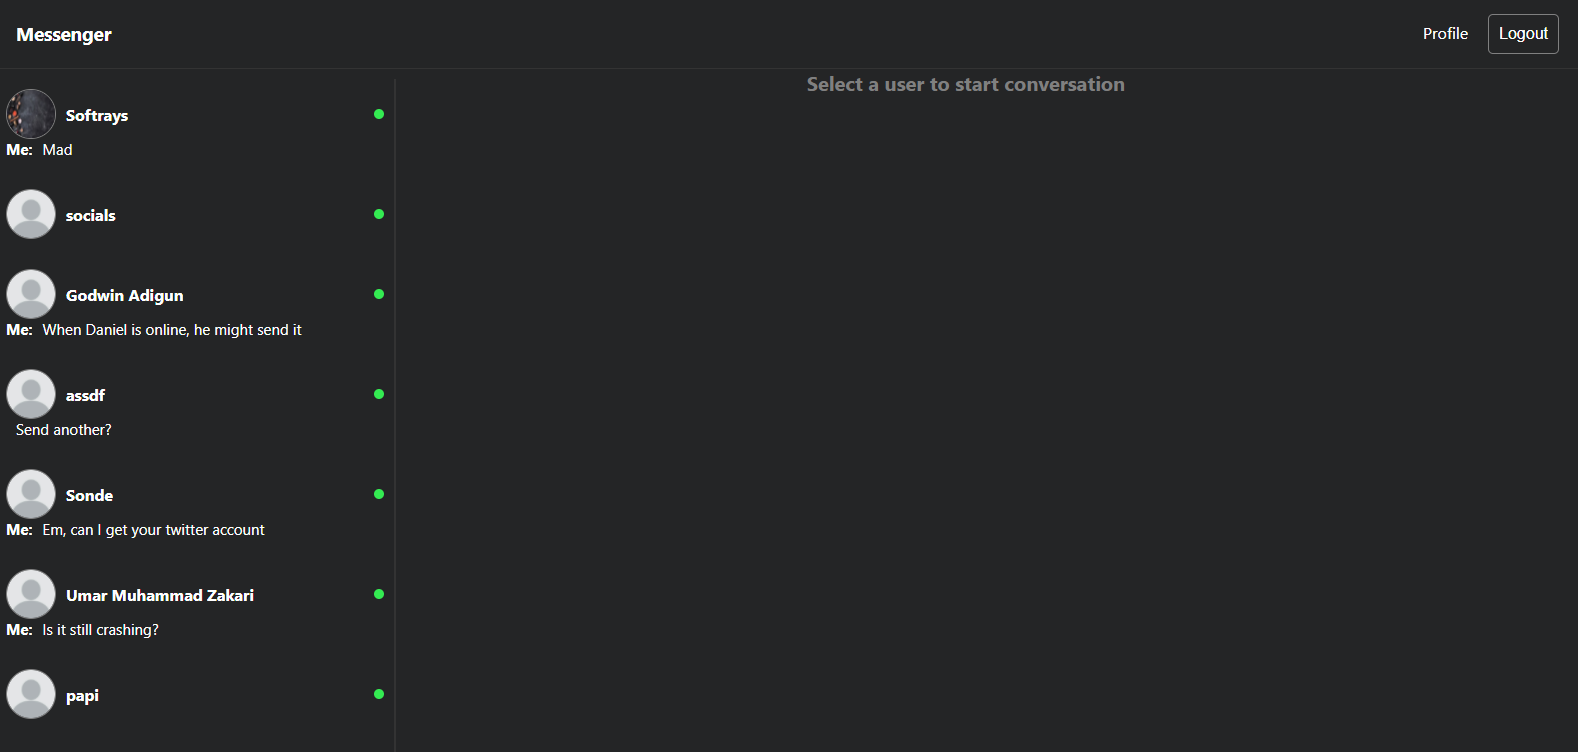 Messenger
Profile
Logout
Select a user to start conversation
Softrays
Me: Mad
socials
Godwin Adigun
Me: When Daniel is online, he might send it
assdf
Send another?
Sonde
Me: Em, can I get your twitter account
Umar Muhammad Zakari
Me: Is it still crashing?
papi